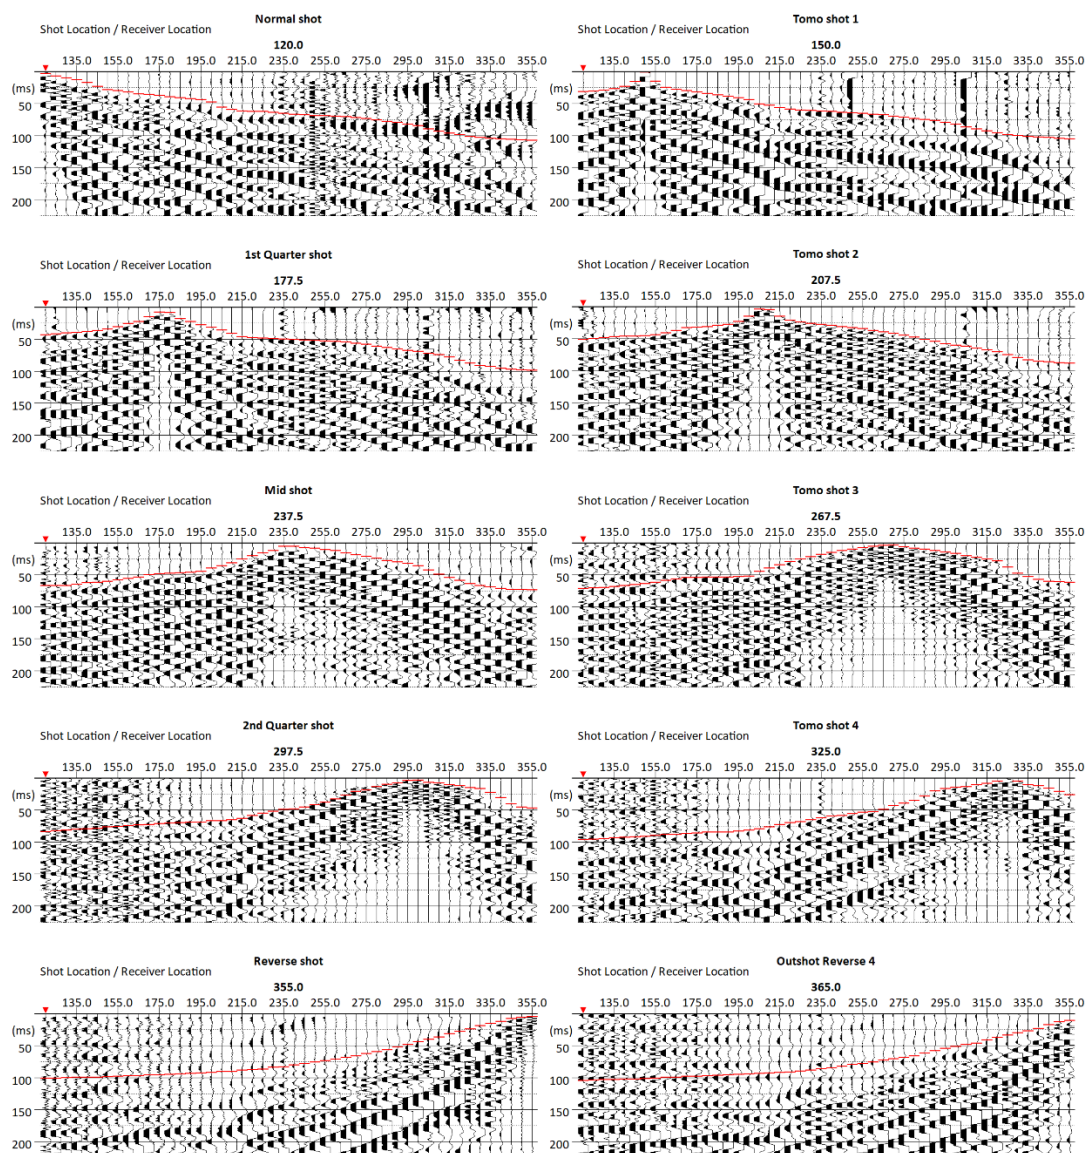 Normal shot
Shot Location / Receiver Location
120.0
135.0 155.0 175.0 195.0 215.0 235.0 255.0 275.0 295.0 315.0 335.0 355.0
(ms)
50
100
150
200
Tomo shot 1
Shot Location / Receiver Location
150.0
135.0 155.0 175.0 195.0 215.0 235.0 255.0 275.0 295.0 315.0 335.0 355.0
(ms)
50
100
150
200
1st Quarter shot
Shot Location / Receiver Location
177.5
135.0 155.0 175.0 195.0 215.0 235.0 255.0 275.0 295.0 315.0 335.0 355.0
(ms)
50
100
150
200
Tomo shot 2
Shot Location / Receiver Location
207.5
135.0 155.0 175.0 195.0 215.0 235.0 255.0 275.0 295.0 315.0 335.0 355.0
(ms)
50
100
150
200
Mid shot
Shot Location / Receiver Location
237.5
135.0 155.0 175.0 195.0 215.0 235.0 255.0 275.0 295.0 315.0 335.0 355.0
(ms)
50
100
150
200
Tomo shot 3
Shot Location / Receiver Location
267.5
135.0 155.0 175.0 195.0 215.0 235.0 255.0 275.0 295.0 315.0 335.0 355.0
(ms)
50
100
150
200
2nd Quarter shot
Shot Location / Receiver Location
297.5
135.0 155.0 175.0 195.0 215.0 235.0 255.0 275.0 295.0 315.0 335.0 355.0
(ms)
50
100
150
200
Tomo shot 4
Shot Location / Receiver Location
325.0
135.0 155.0 175.0 195.0 215.0 235.0 255.0 275.0 295.0 315.0 335.0 355.0
(ms)
50
100
150
200
Reverse shot
Shot Location / Receiver Location
355.0
135.0 155.0 175.0 195.0 215.0 235.0 255.0 275.0 295.0 315.0 335.0 355.0
(ms)
50
100
150
200
Outshot Reverse 4
Shot Location / Receiver Location
365.0
135.0 155.0 175.0 195.0 215.0 235.0 255.0 275.0 295.0 315.0 335.0 355.0
(ms)
50
100
150
200